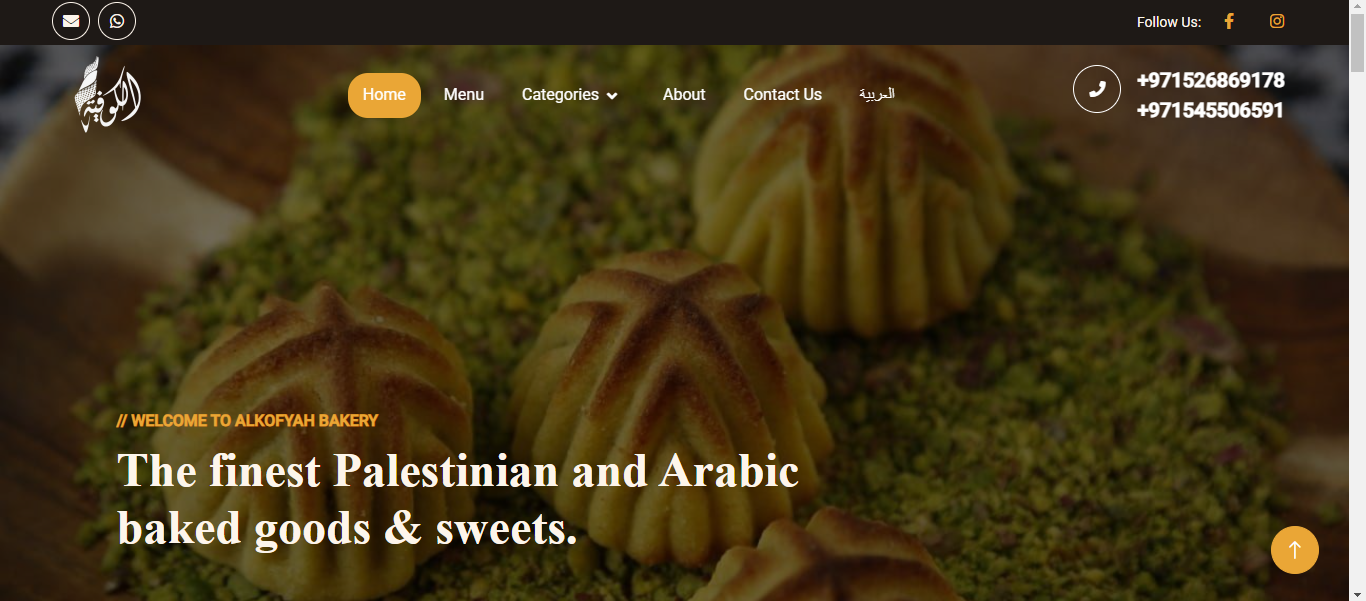 Follow Us:
الكوفية
Home Menu Categories About Contact Us العربية
+971526869178
+971545506591
// WELCOME TO ALKOFYAH BAKERY
The finest Palestinian and Arabic
baked goods & sweets.